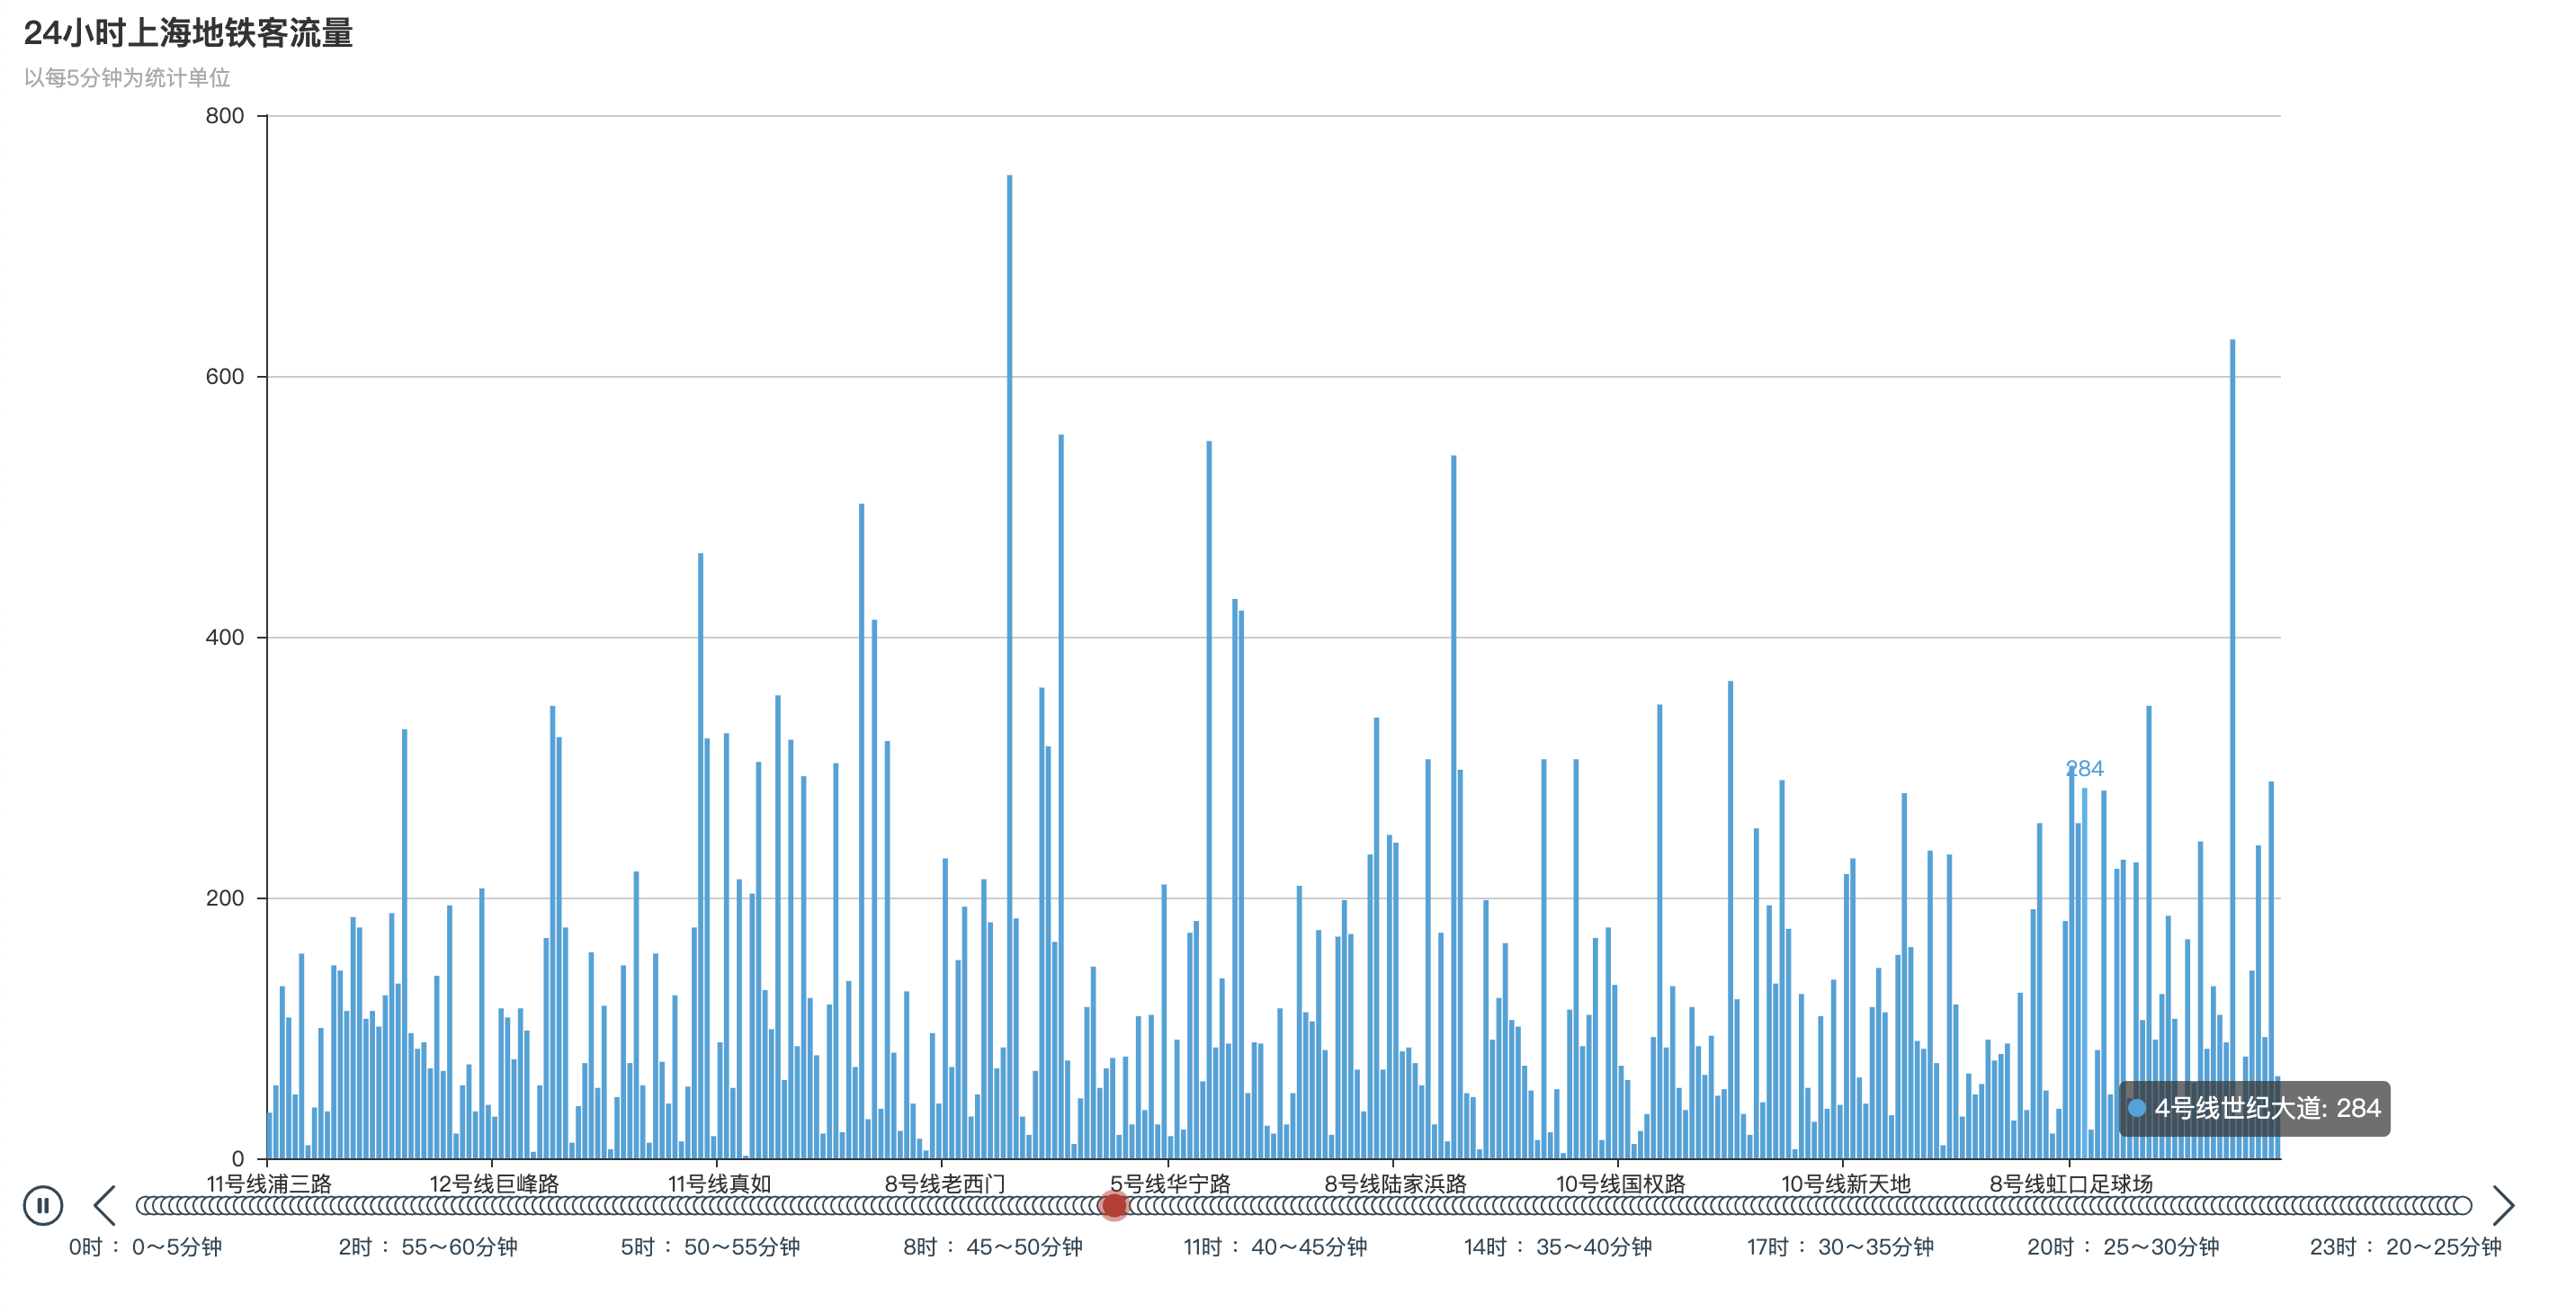 24小时上海地铁客流量
以每5分钟为统计单位
800
600
400
200
0
284
4号线世纪大道: 284
11号线浦三路 12号线巨峰路 11号线真如 8号线老西门 5号线华宁路 8号线陆家浜路 10号线国权路 10号线新天地 8号线虹口足球场
0时： 0～5分钟 2时： 55～60分钟 5时： 50～55分钟 8时： 45～50分钟 11时： 40～45分钟 14时： 35～40分钟 17时： 30～35分钟 20时： 25～30分钟 23时： 20～25分钟